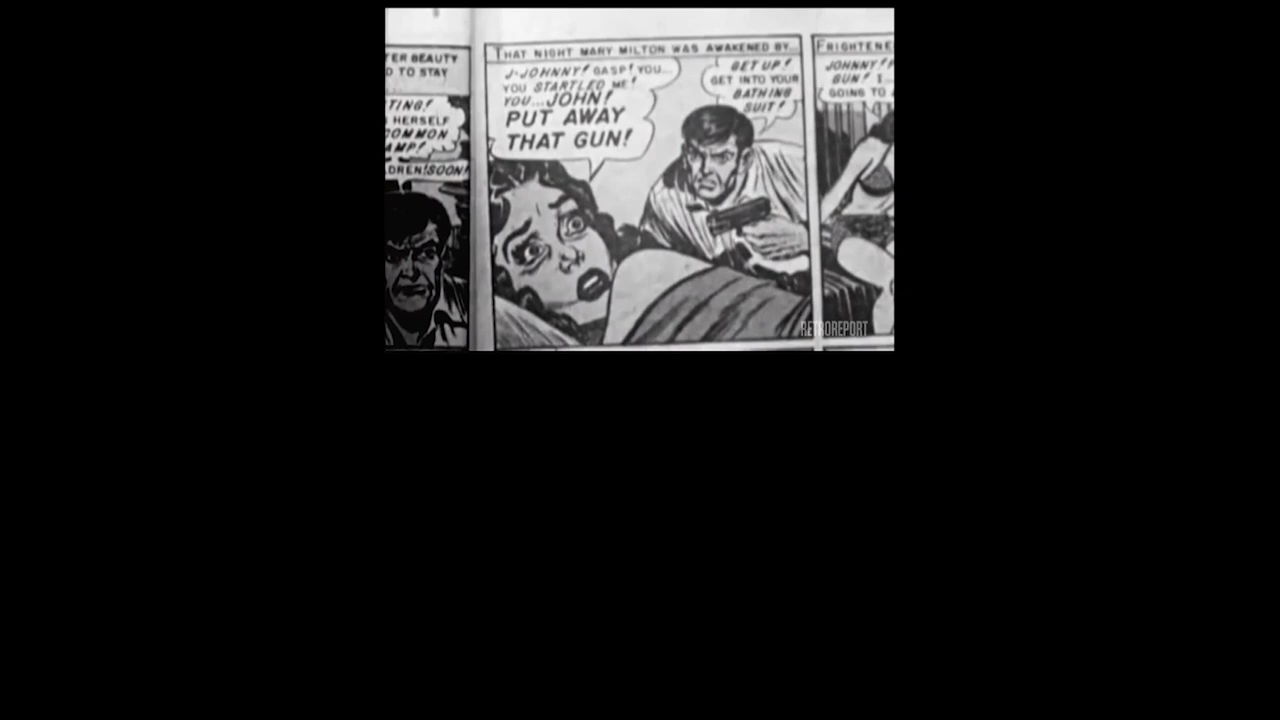 ER BEAUTY
D TO STAY
TING!
HERSELF
COMMON
AMP!
DREN! SOON!
THAT NIGHT MARY MILTON WAS AWAKENED BY...
J-JOHNNY! GASP! YOU...
YOU STARTLED ME!
YOU...JOHN!
PUT AWAY
THAT GUN!
GET UP!
GET INTO YOUR
BATHING
SUIT!
FRIGHTENE
JOHNNY! P
GUN! I...
GOING TO
RETROREPORT